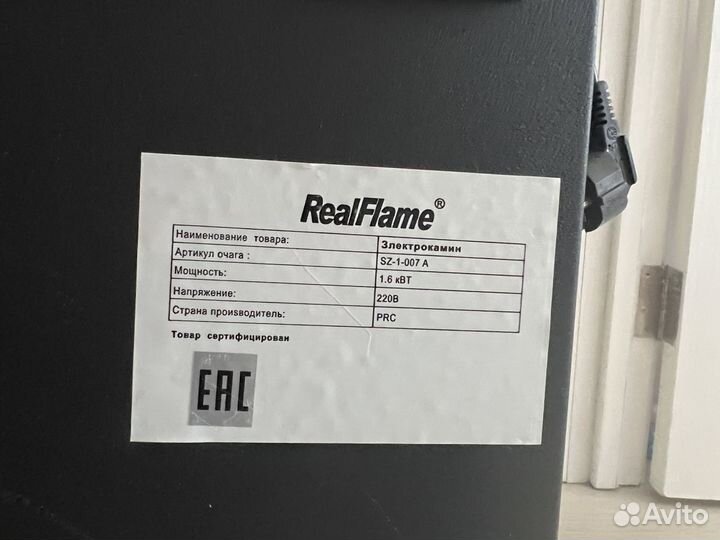 RealFlame®
Наименование товара: Злектрокамин
Артикул очага : SZ-1-007 A
Мощность: 1.6 кВТ
Напряжение: 220В
Страна производитель: PRC
Товар сертифицирован
EAC
Avito